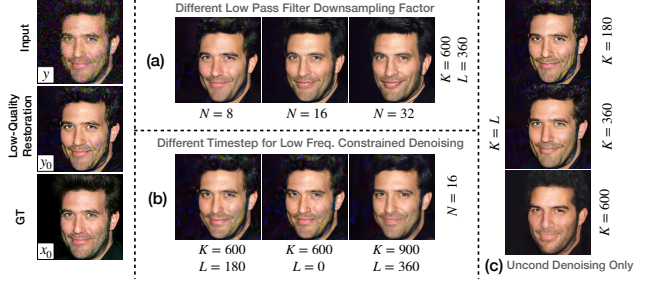 Input
y
Low-Quality
Restoration
y₀
GT
x₀
Different Low Pass Filter Downsampling Factor
(a)
K = 600
L = 360
N = 8
N = 16
N = 32
Different Timestep for Low Freq. Constrained Denoising
(b)
N = 16
K = 600
L = 180
K = 600
L = 0
K = 900
L = 360
K = L
K = 180
K = 360
K = 600
(c) Uncond Denoising Only